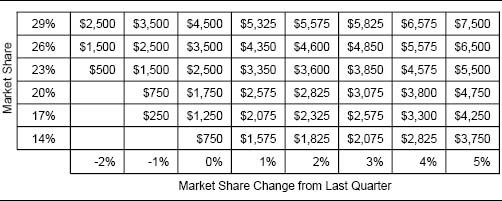 Market Share
29% $2,500 $3,500 $4,500 $5,325 $5,575 $5,825 $6,575 $7,500
26% $1,500 $2,500 $3,500 $4,350 $4,600 $4,850 $5,575 $6,500
23% $500 $1,500 $2,500 $3,350 $3,600 $3,850 $4,575 $5,500
20% $750 $1,750 $2,575 $2,825 $3,075 $3,800 $4,750
17% $250 $1,250 $2,075 $2,325 $2,575 $3,300 $4,250
14% $750 $1,575 $1,825 $2,075 $2,825 $3,750
-2% -1% 0% 1% 2% 3% 4% 5%
Market Share Change from Last Quarter